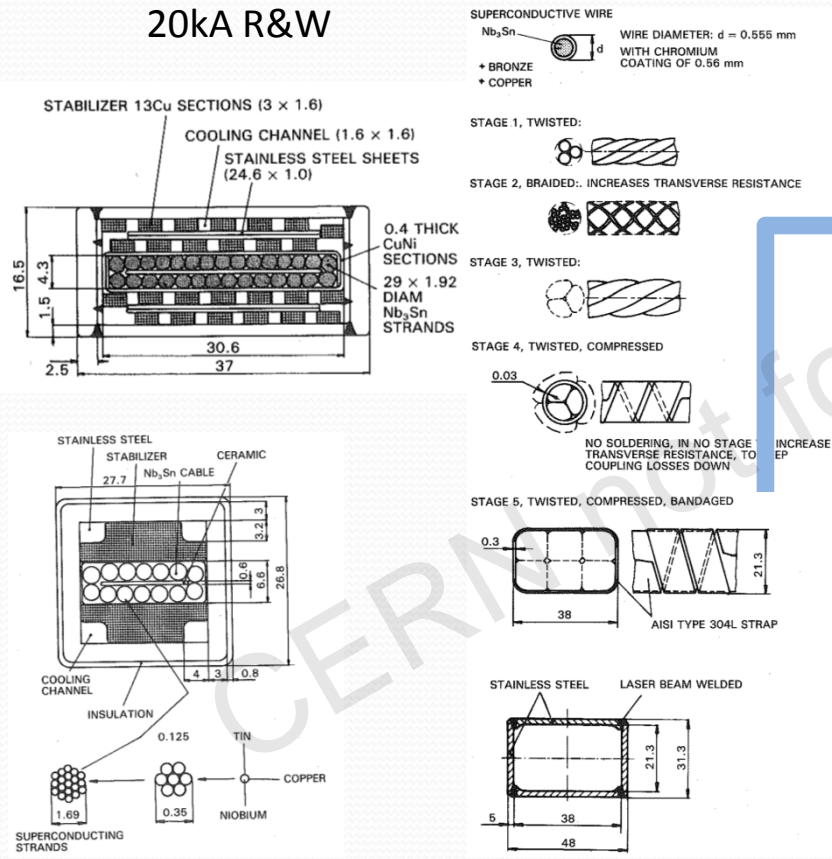 20kA R&W
STABILIZER 13Cu SECTIONS (3 × 1.6)
COOLING CHANNEL (1.6 × 1.6)
STAINLESS STEEL SHEETS
(24.6 × 1.0)
0.4 THICK
CuNi
SECTIONS
29 × 1.92
DIAM
Nb₃Sn
STRANDS
16.5
4.3
1.5
30.6
2.5
37
STAINLESS STEEL
STABILIZER
CERAMIC
Nb₃Sn CABLE
27.7
3
3.2
0.6
6.6
26.8
4
3
0.8
COOLING
CHANNEL
INSULATION
0.125
TIN
COPPER
NIOBIUM
1.69
0.35
SUPERCONDUCTING
STRANDS
SUPERCONDUCTIVE WIRE
Nb₃Sn
d
WIRE DIAMETER: d = 0.555 mm
WITH CHROMIUM
COATING OF 0.56 mm
+ BRONZE
+ COPPER
STAGE 1, TWISTED:
STAGE 2, BRAIDED:. INCREASES TRANSVERSE RESISTANCE
STAGE 3, TWISTED:
STAGE 4, TWISTED, COMPRESSED
0.03
NO SOLDERING, IN NO STAGE INCREASE
TRANSVERSE RESISTANCE, TO EP
COUPLING LOSSES DOWN
STAGE 5, TWISTED, COMPRESSED, BANDAGED
0.3
21.3
38
AISI TYPE 304L STRAP
STAINLESS STEEL
LASER BEAM WELDED
21.3
31.3
5
38
48
CERN not fo